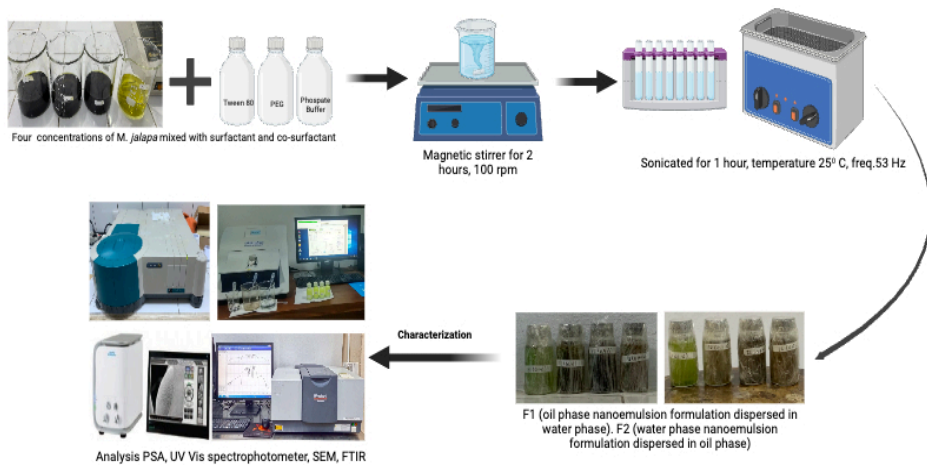 Tween 80
PEG
Phospate
Buffer
Four concentrations of M. jalapa mixed with surfactant and co-surfactant
Magnetic stirrer for 2
hours, 100 rpm
Sonicated for 1 hour, temperature 25⁰ C, freq.53 Hz
Characterization
F1 (oil phase nanoemulsion formulation dispersed in
water phase). F2 (water phase nanoemulsion
formulation dispersed in oil phase)
Analysis PSA, UV Vis spectrophotometer, SEM, FTIR